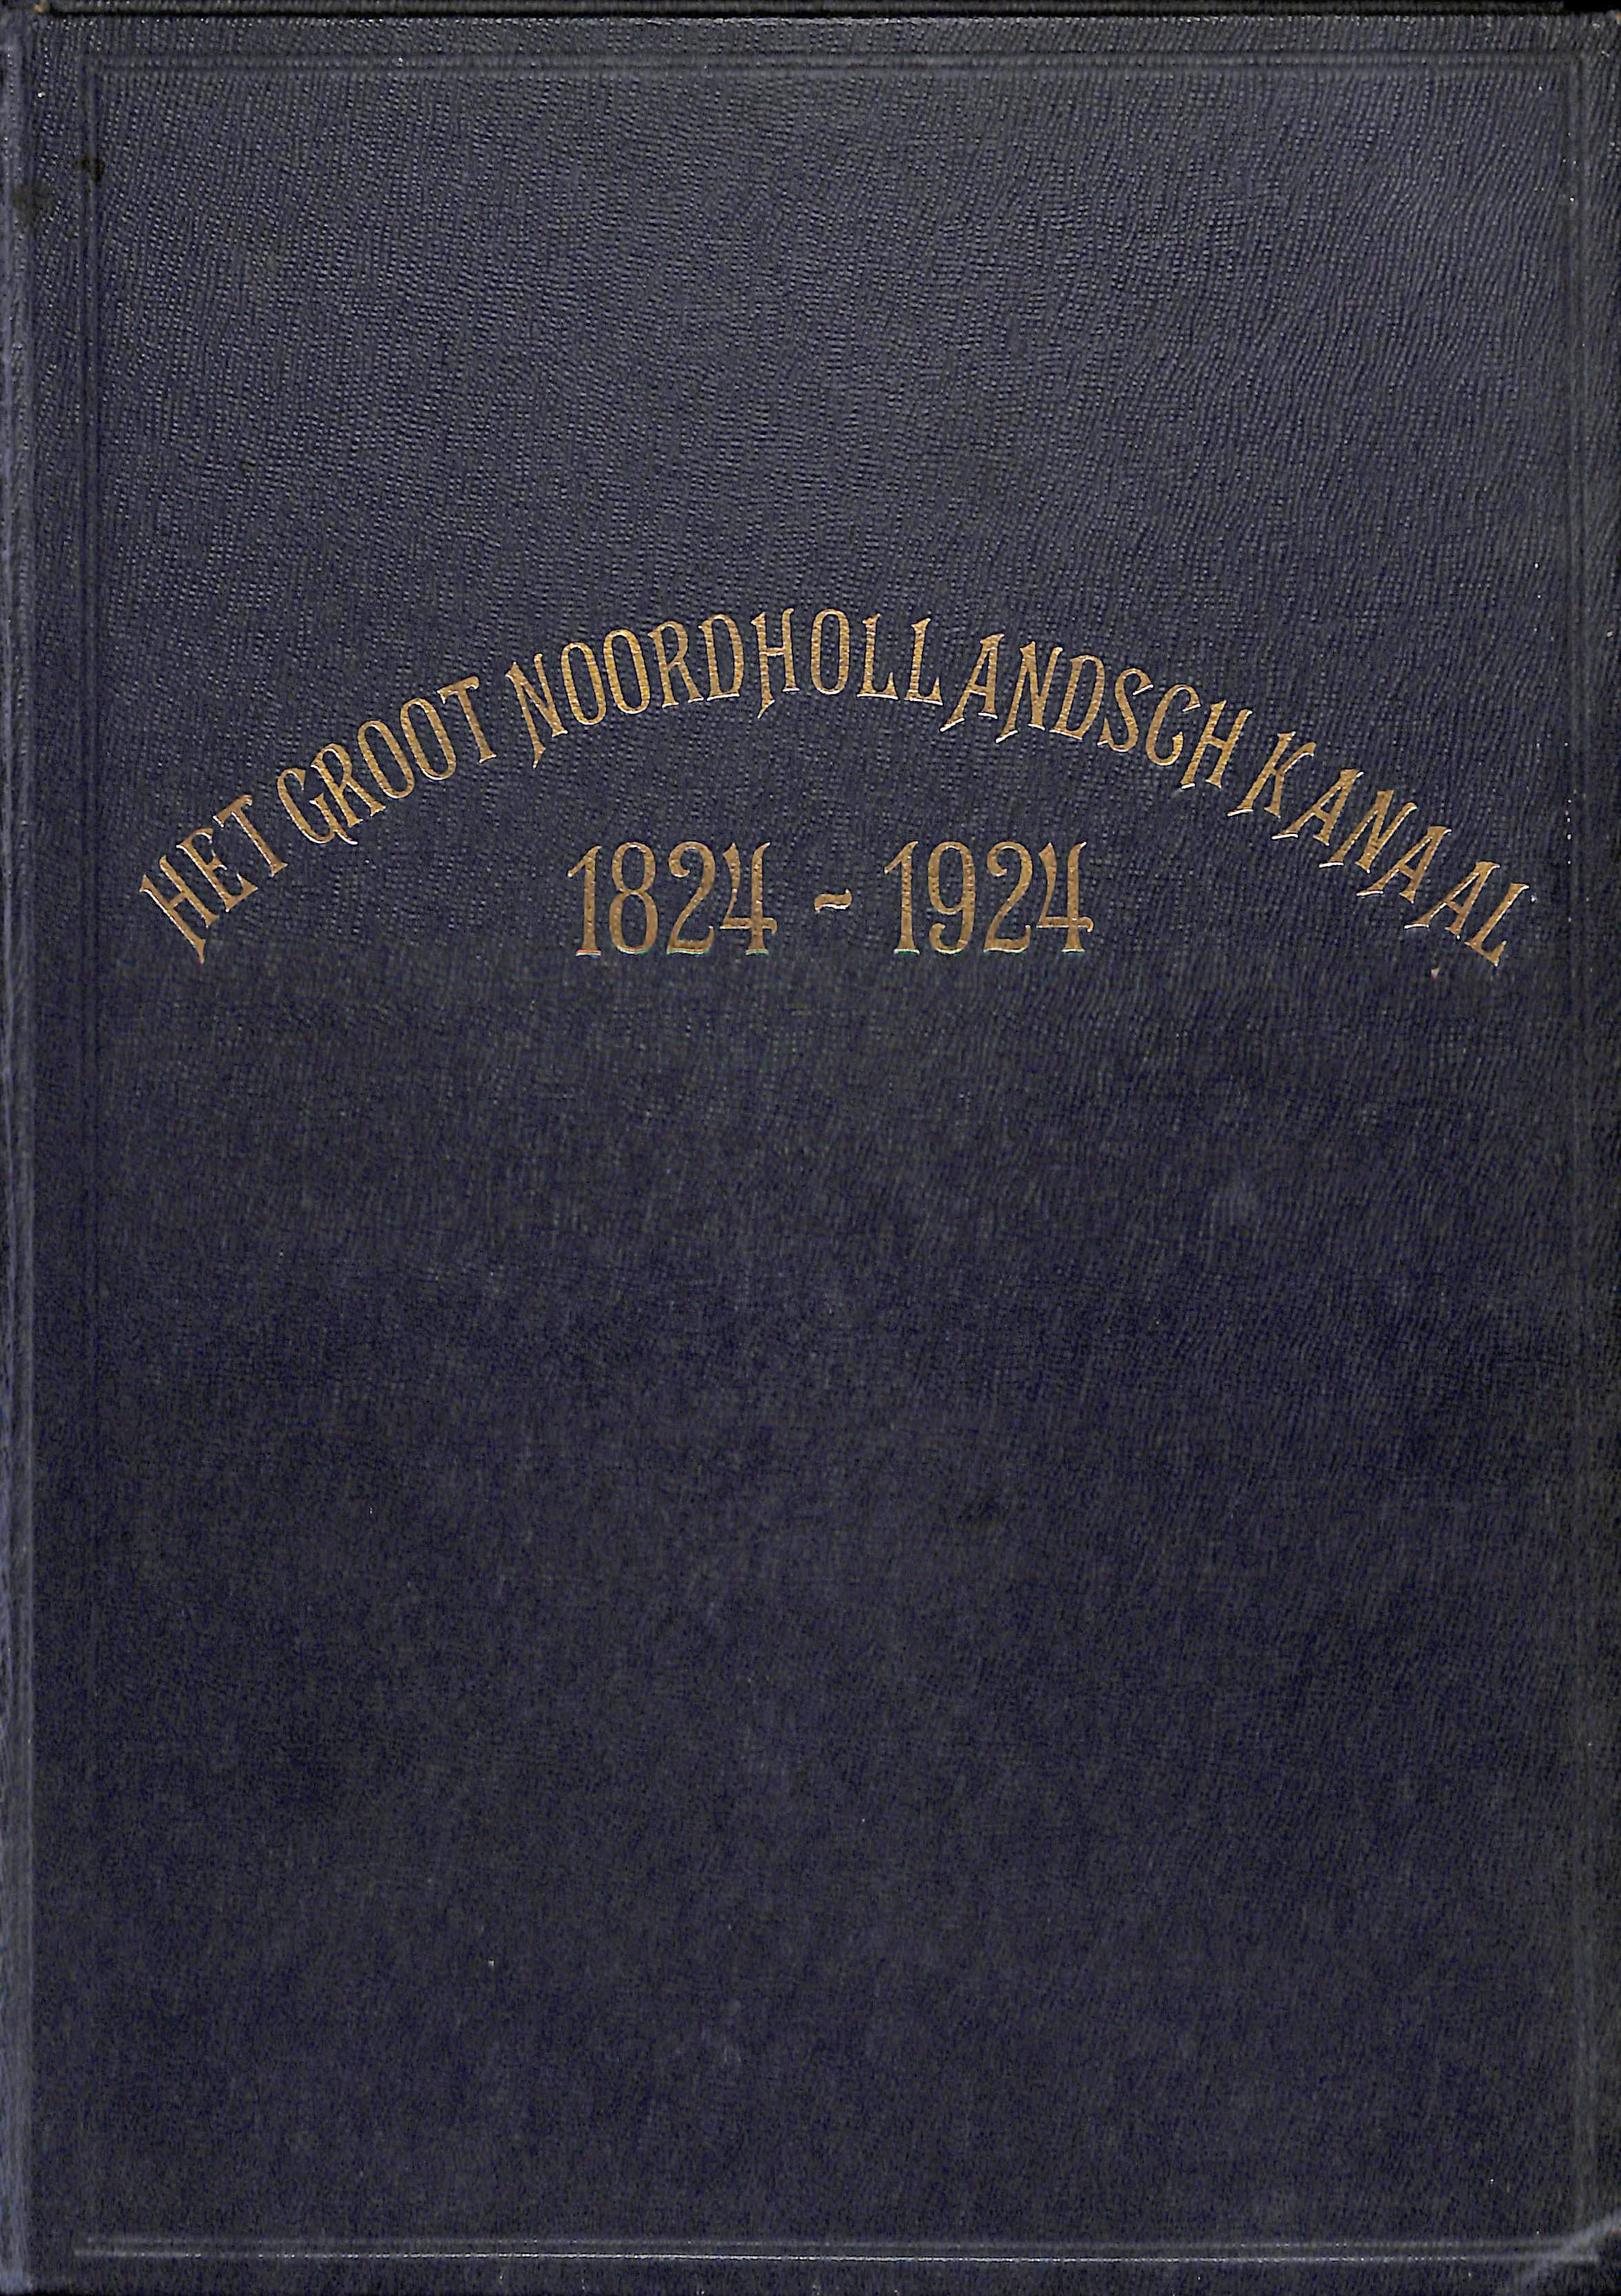 HET GROOT NOORDHOLLANDSCH KANAAL
1824 - 1924